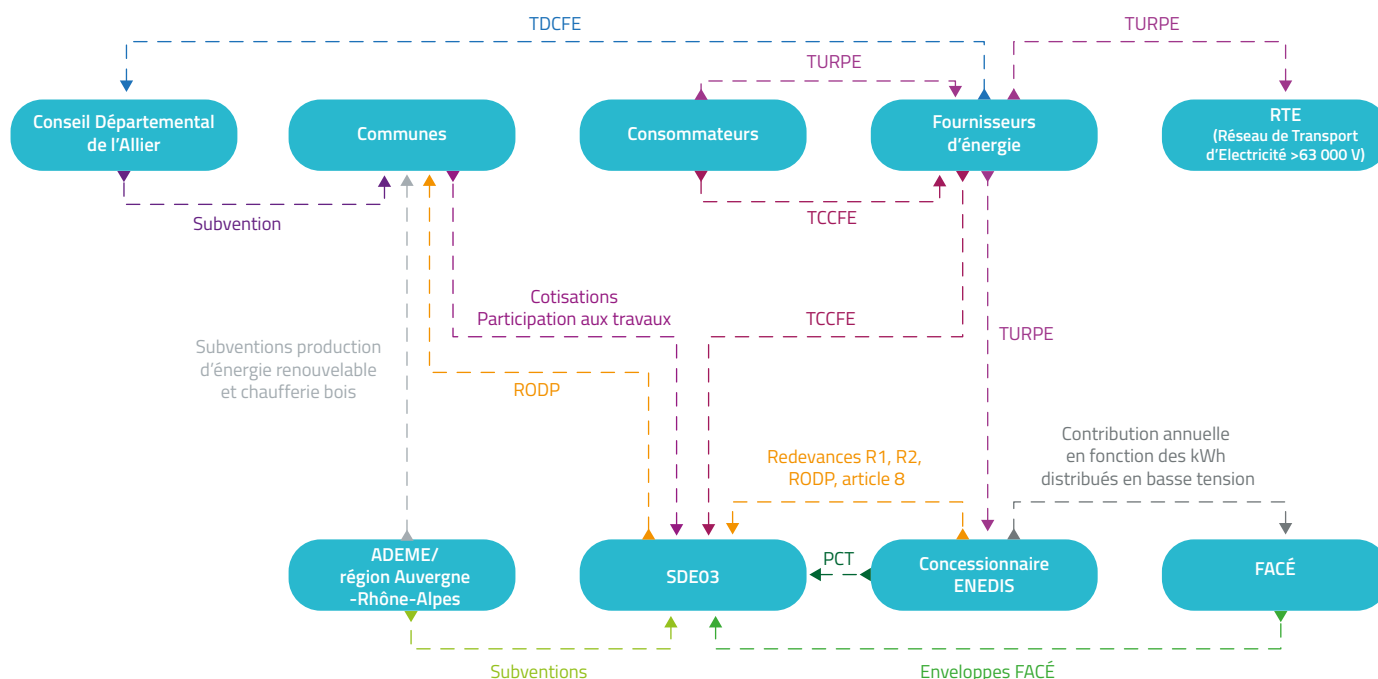 TDCFE
TURPE
TURPE
Conseil Départemental
de l’Allier
Communes
Consommateurs
Fournisseurs
d’énergie
RTE
(Réseau de Transport
d’Electricité >63 000 V)
Subvention
TCCFE
Cotisations
Participation aux travaux
TCCFE
TURPE
Subventions production
d’énergie renouvelable
et chaufferie bois
RODP
Redevances R1, R2,
RODP, article 8
Contribution annuelle
en fonction des kWh
distribués en basse tension
ADEME/
région Auvergne
-Rhône-Alpes
SDE03
PCT
Concessionnaire
ENEDIS
FACÉ
Subventions
Enveloppes FACÉ